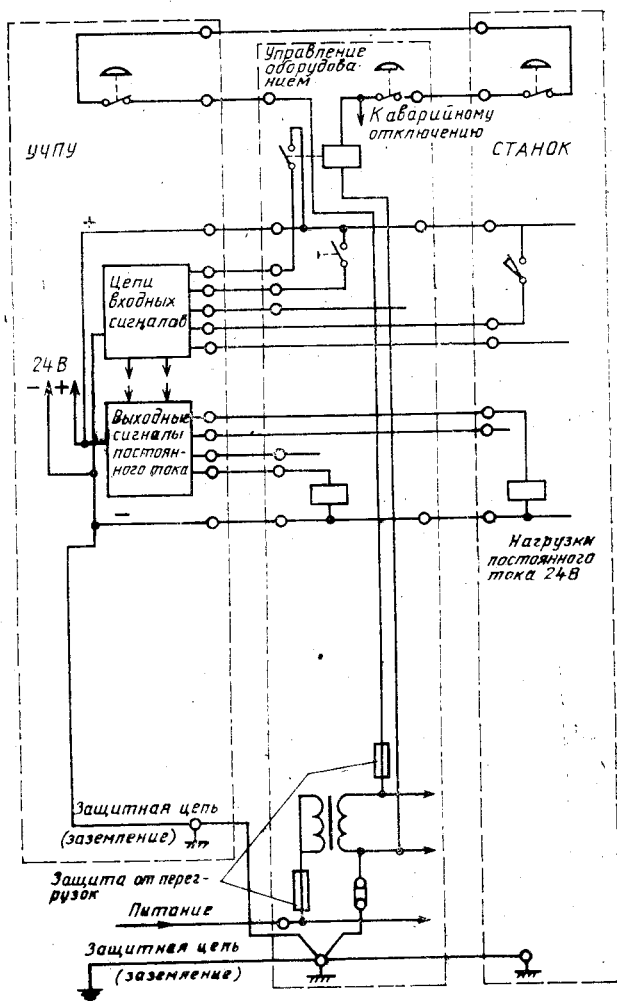 Управление
оборудова-
нием
К аварийному
отключению
УЧПУ
СТАНОК
+
Цепи
входных
сигналов
24В
- +
Выходные
сигналы
постоян-
ного тока
-
Нагрузки
постоянного
тока 24В
Защитная цепь
(заземление)
Защита от перег-
рузок
Питание
Защитная цепь
(заземление)